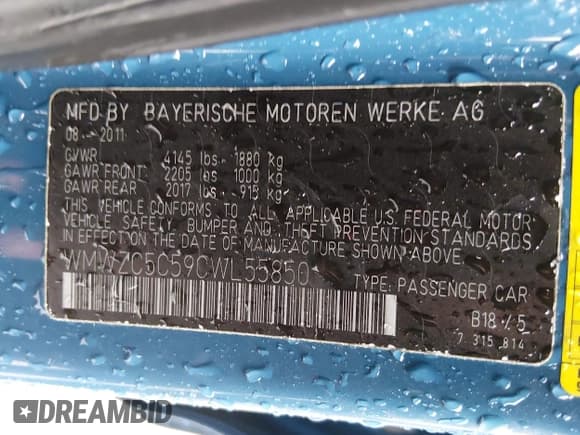 MFD BY BAYERISCHE MOTOREN WERKE AG
08 - 2011
GVWR 4145 lbs 1880 kg
GAWR FRONT 2205 lbs 1000 kg
GAWR REAR 2017 lbs 915 kg
THIS VEHICLE CONFORMS TO ALL APPLICABLE U.S. FEDERAL MOTOR
VEHICLE SAFETY, BUMPER AND THEFT PREVENTION STANDARDS
IN EFFECT ON THE DATE OF MANUFACTURE SHOWN ABOVE.
WMWZC5C59CWL55850
TYPE: PASSENGER CAR
B18 / 5
7 315 814
DREAMBID